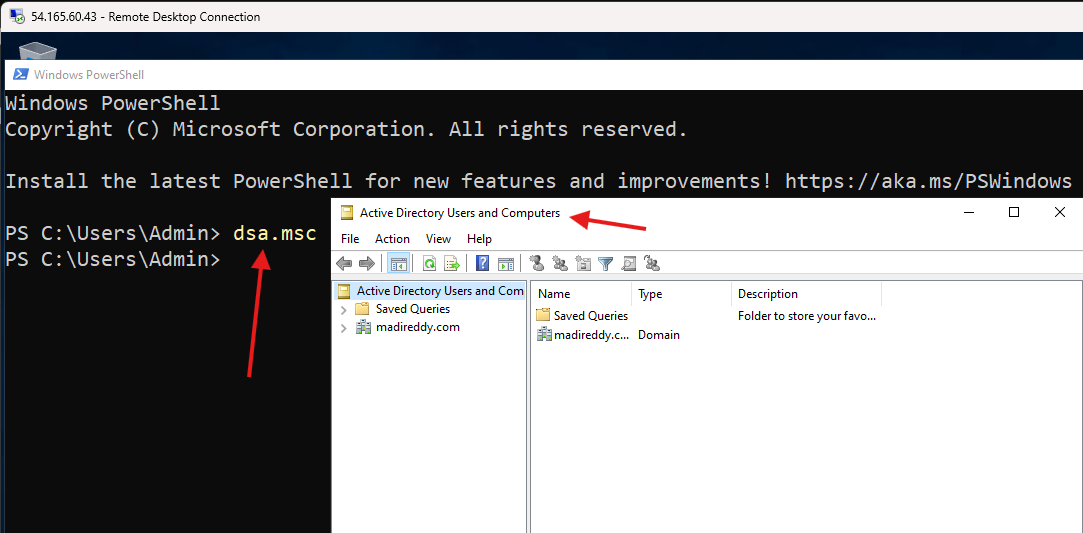 54.165.60.43 - Remote Desktop Connection
Windows PowerShell
Windows PowerShell
Copyright (C) Microsoft Corporation. All rights reserved.
Install the latest PowerShell for new features and improvements! https://aka.ms/PSWindows
PS C:\Users\Admin> dsa.msc
PS C:\Users\Admin>
Active Directory Users and Computers
File Action View Help
Active Directory Users and Com
Saved Queries
madireddy.com
Name Type Description
Saved Queries Folder to store your favo...
madireddy.c... Domain